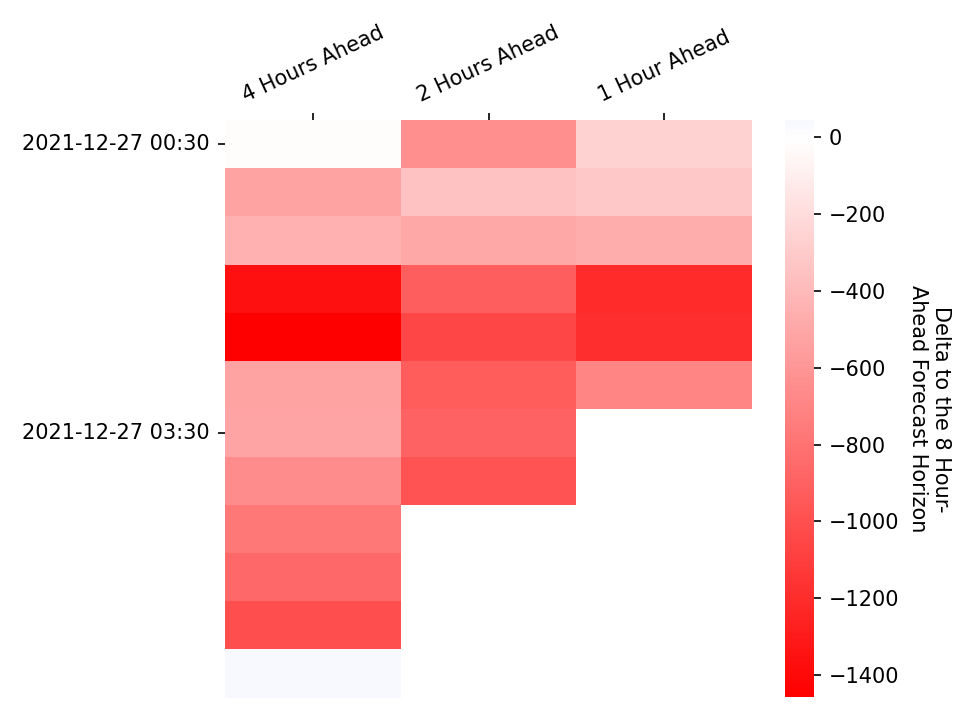 4 Hours Ahead
2 Hours Ahead
1 Hour Ahead
2021-12-27 00:30
2021-12-27 03:30
0
−200
−400
−600
−800
−1000
−1200
−1400
Delta to the 8 Hour-
Ahead Forecast Horizon